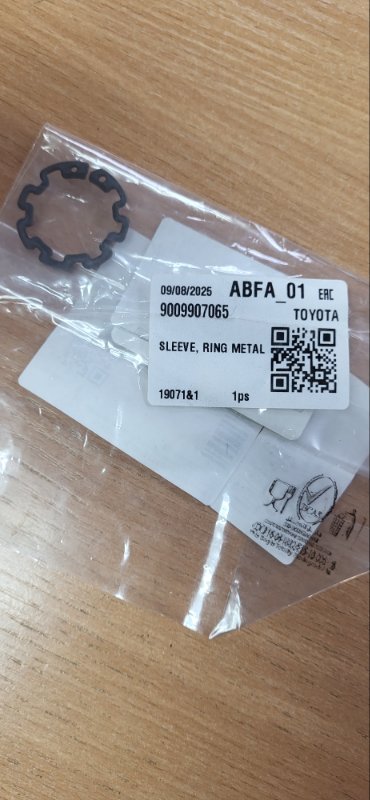 09/08/2025 ABFA_01 EAC
9009907065 TOYOTA
SLEEVE, RING METAL
19071&1 1ps